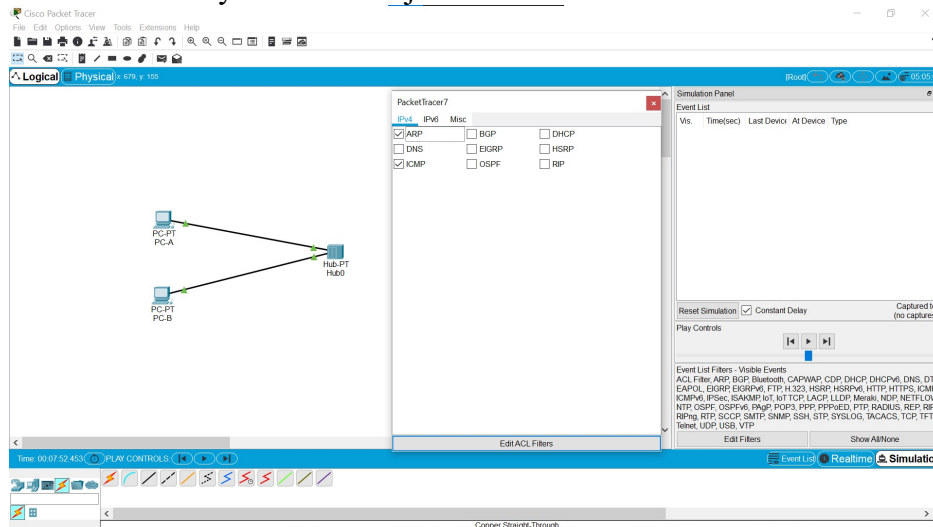 Cisco Packet Tracer
File Edit Options View Tools Extensions Help
Logical Physical x: 679, y: 155
[Root] 05:05
PC-PT
PC-A
PC-PT
PC-B
Hub-PT
Hub0
PacketTracer7
IPv4 IPv6 Misc
ARP BGP DHCP
DNS EIGRP HSRP
ICMP OSPF RIP
Edit ACL Filters
Simulation Panel
Event List
Vis. Time(sec) Last Device At Device Type
Reset Simulation Constant Delay
Captured to
(no captures
Play Controls
Event List Filters - Visible Events
ACL Filter, ARP, BGP, Bluetooth, CAPWAP, CDP, DHCP, DHCPv6, DNS, DT
EAPOL, EIGRP, EIGRPv6, FTP, H.323, HSRP, HSRPv6, HTTP, HTTPS, ICM
ICMPv6, IPSec, ISAKMP, IoT, IoT TCP, LACP, LLDP, Meraki, NDP, NETFLOV
NTP, OSPF, OSPFv6, PAgP, POP3, PPP, PPPoED, PTP, RADIUS, REP, RIF
RIPng, RTP, SCCP, SMTP, SNMP, SSH, STP, SYSLOG, TACACS, TCP, TFT
Telnet, UDP, USB, VTP
Edit Filters Show All/None
Time: 00:07:52.453 PLAY CONTROLS:
Event List Realtime Simulatio
Copper Straight-Through